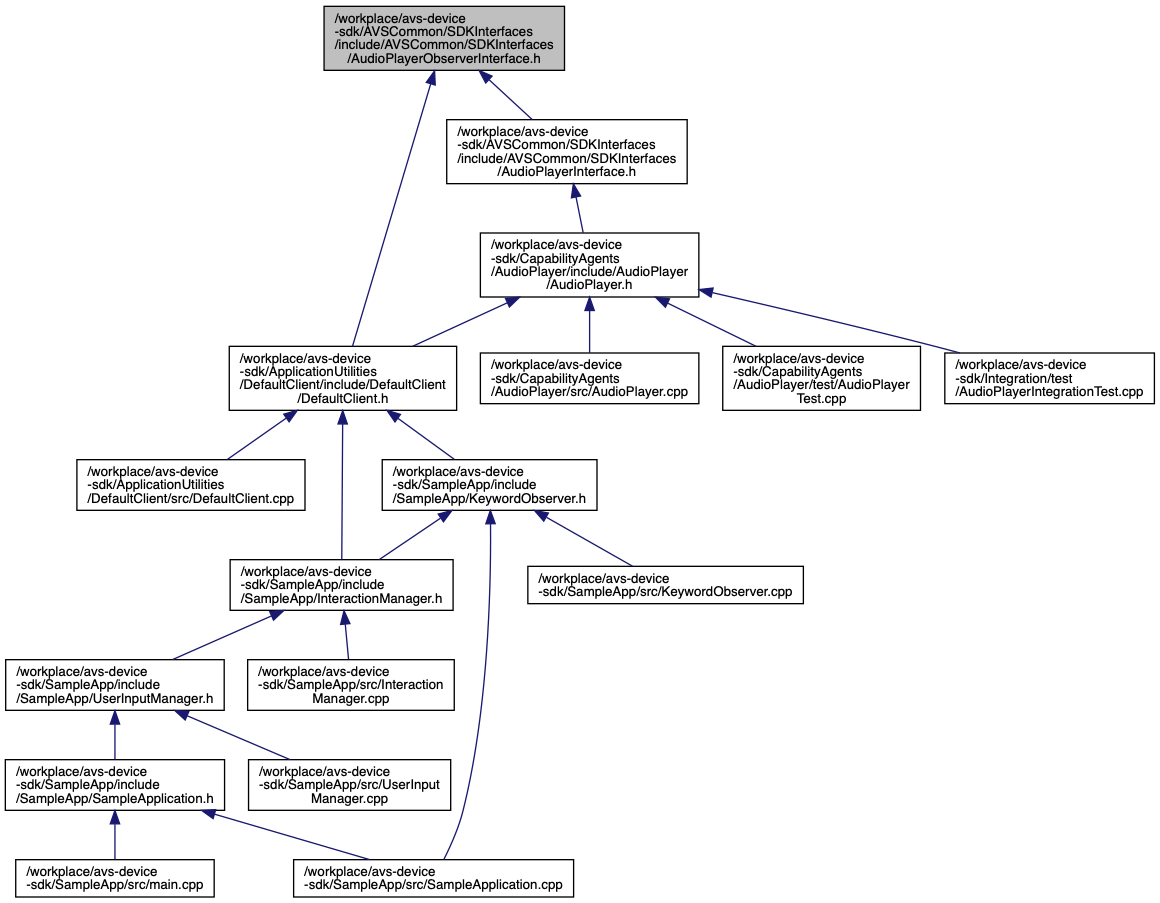 /workplace/avs-device
-sdk/AVSCommon/SDKInterfaces
/include/AVSCommon/SDKInterfaces
/AudioPlayerObserverInterface.h
/workplace/avs-device
-sdk/AVSCommon/SDKInterfaces
/include/AVSCommon/SDKInterfaces
/AudioPlayerInterface.h
/workplace/avs-device
-sdk/CapabilityAgents
/AudioPlayer/include/AudioPlayer
/AudioPlayer.h
/workplace/avs-device
-sdk/ApplicationUtilities
/DefaultClient/include/DefaultClient
/DefaultClient.h
/workplace/avs-device
-sdk/CapabilityAgents
/AudioPlayer/src/AudioPlayer.cpp
/workplace/avs-device
-sdk/CapabilityAgents
/AudioPlayer/test/AudioPlayer
Test.cpp
/workplace/avs-device
-sdk/Integration/test
/AudioPlayerIntegrationTest.cpp
/workplace/avs-device
-sdk/ApplicationUtilities
/DefaultClient/src/DefaultClient.cpp
/workplace/avs-device
-sdk/SampleApp/include
/SampleApp/KeywordObserver.h
/workplace/avs-device
-sdk/SampleApp/include
/SampleApp/InteractionManager.h
/workplace/avs-device
-sdk/SampleApp/src/KeywordObserver.cpp
/workplace/avs-device
-sdk/SampleApp/include
/SampleApp/UserInputManager.h
/workplace/avs-device
-sdk/SampleApp/src/Interaction
Manager.cpp
/workplace/avs-device
-sdk/SampleApp/include
/SampleApp/SampleApplication.h
/workplace/avs-device
-sdk/SampleApp/src/UserInput
Manager.cpp
/workplace/avs-device
-sdk/SampleApp/src/main.cpp
/workplace/avs-device
-sdk/SampleApp/src/SampleApplication.cpp